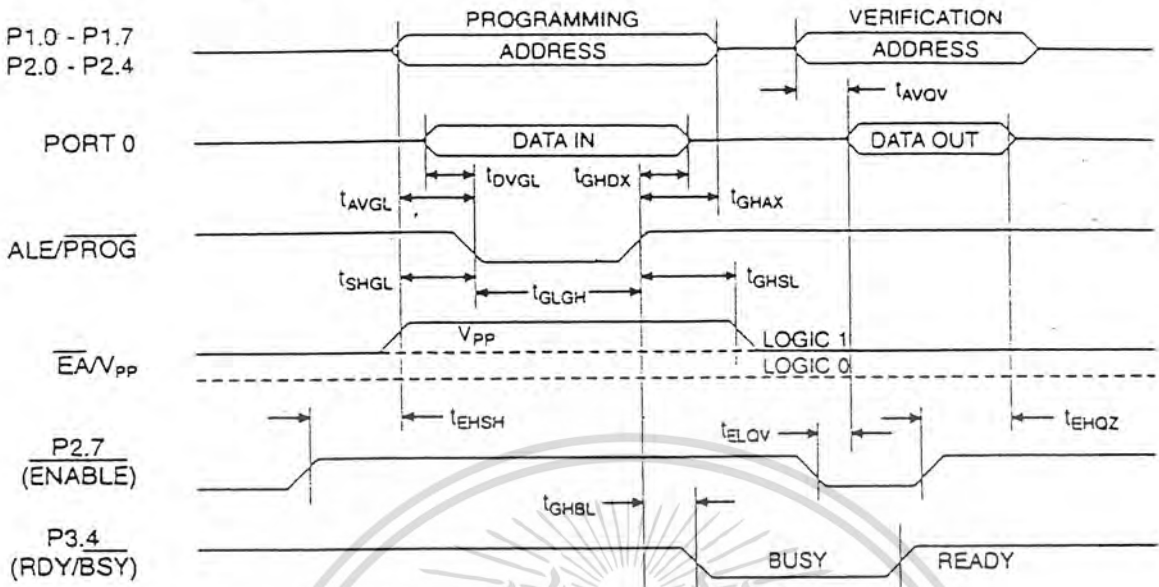 PROGRAMMING
VERIFICATION
P1.0 - P1.7
P2.0 - P2.4
ADDRESS
ADDRESS
tAVQV
PORT 0
DATA IN
DATA OUT
tDVGL
tGHDX
tAVGL
tGHAX
ALE/PROG
tSHGL
tGLGH
tGHSL
VPP
LOGIC 1
EA/VPP
LOGIC 0
tEHSH
tELQV
tEHQZ
P2.7
(ENABLE)
tGHBL
P3.4
(RDY/BSY)
BUSY
READY